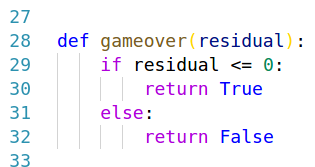 27
28 def gameover(residual):
29     if residual <= 0:
30         return True
31     else:
32         return False
33